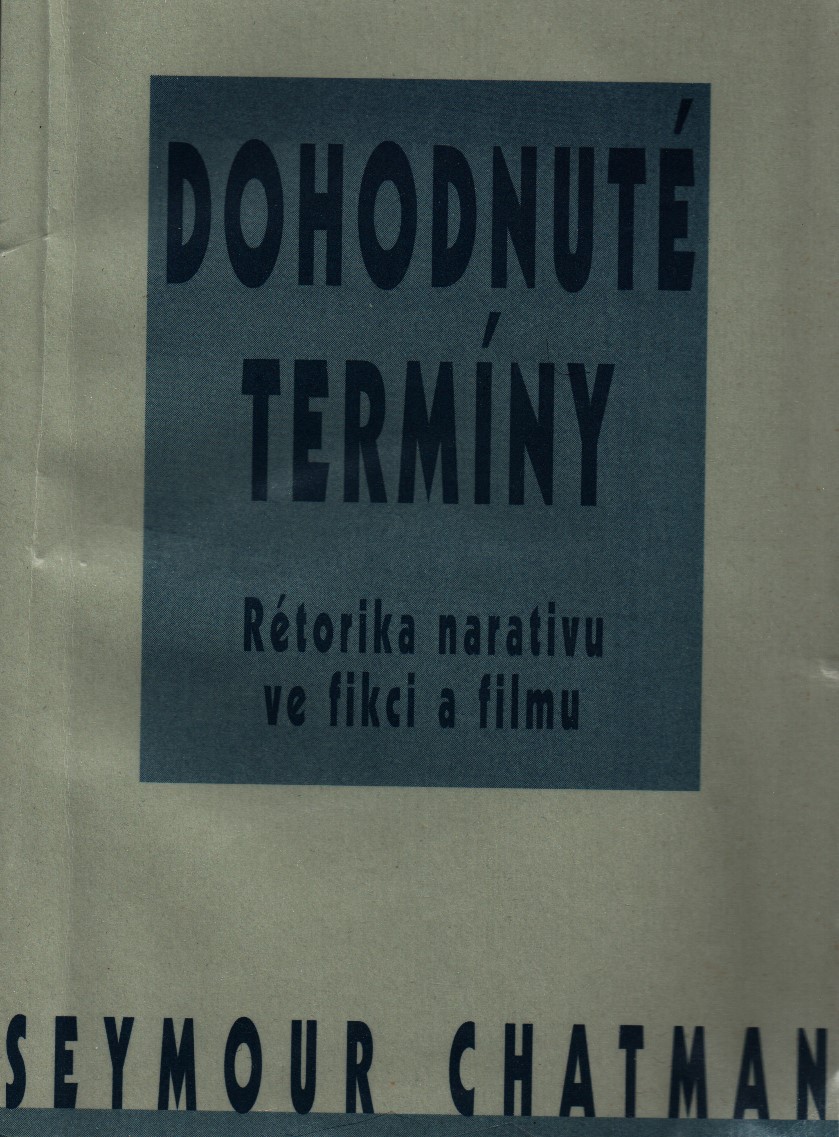 DOHODNUTÉ
TERMÍNY
Rétorika narativu
ve fikci a filmu
SEYMOUR CHATMAN